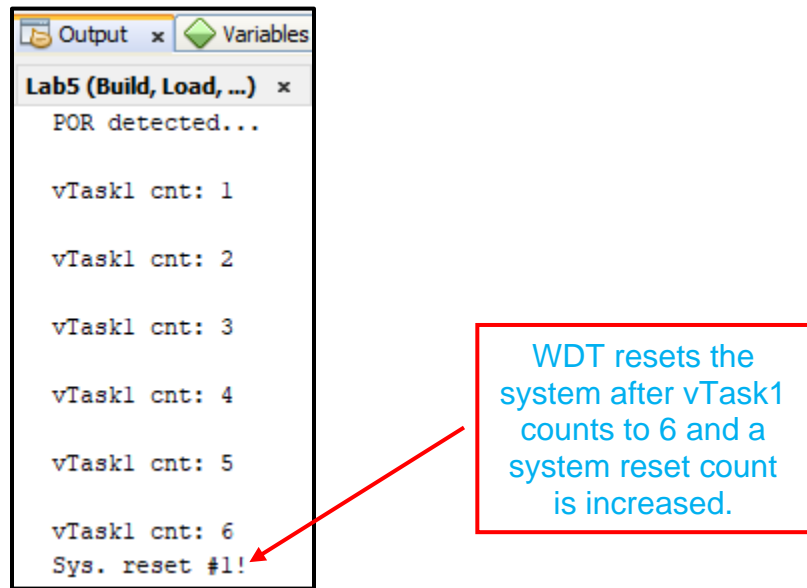 Output x Variables
Lab5 (Build, Load, ...) x
POR detected...
vTask1 cnt: 1
vTask1 cnt: 2
vTask1 cnt: 3
vTask1 cnt: 4
vTask1 cnt: 5
vTask1 cnt: 6
Sys. reset #1!
WDT resets the
system after vTask1
counts to 6 and a
system reset count
is increased.